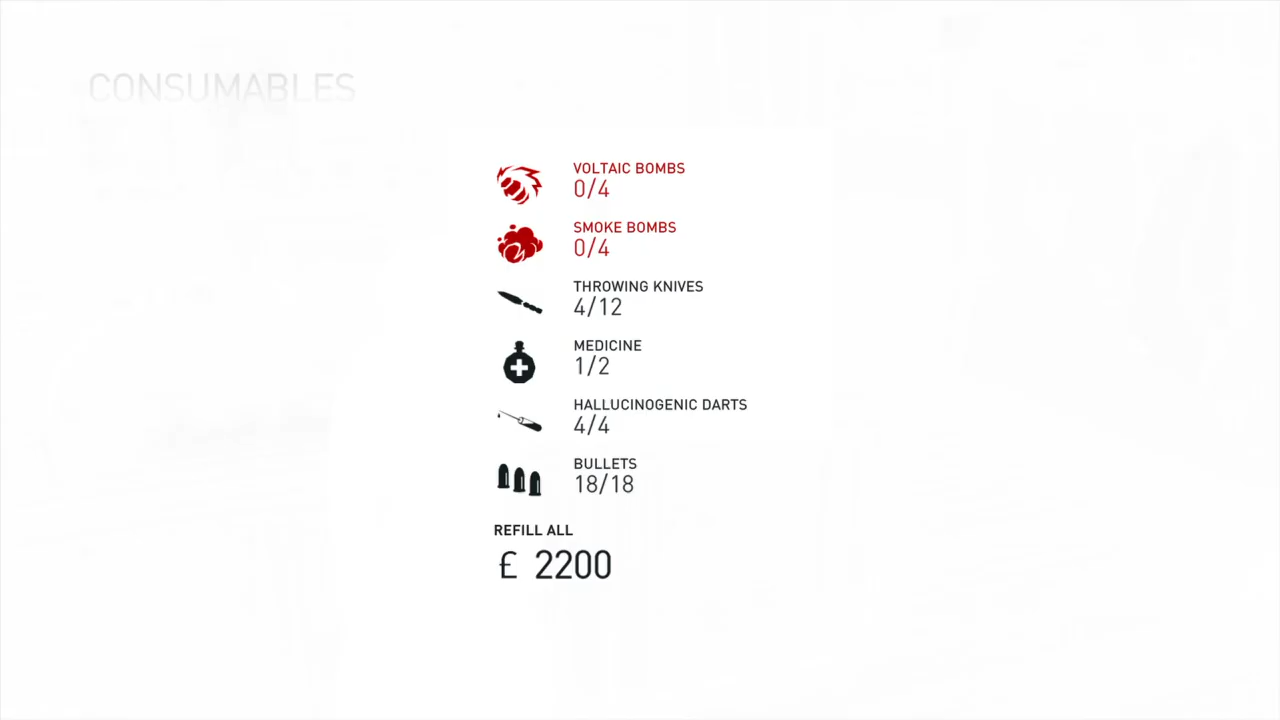 CONSUMABLES
VOLTAIC BOMBS
0/4
SMOKE BOMBS
0/4
THROWING KNIVES
4/12
MEDICINE
1/2
HALLUCINOGENIC DARTS
4/4
BULLETS
18/18
REFILL ALL
£ 2200